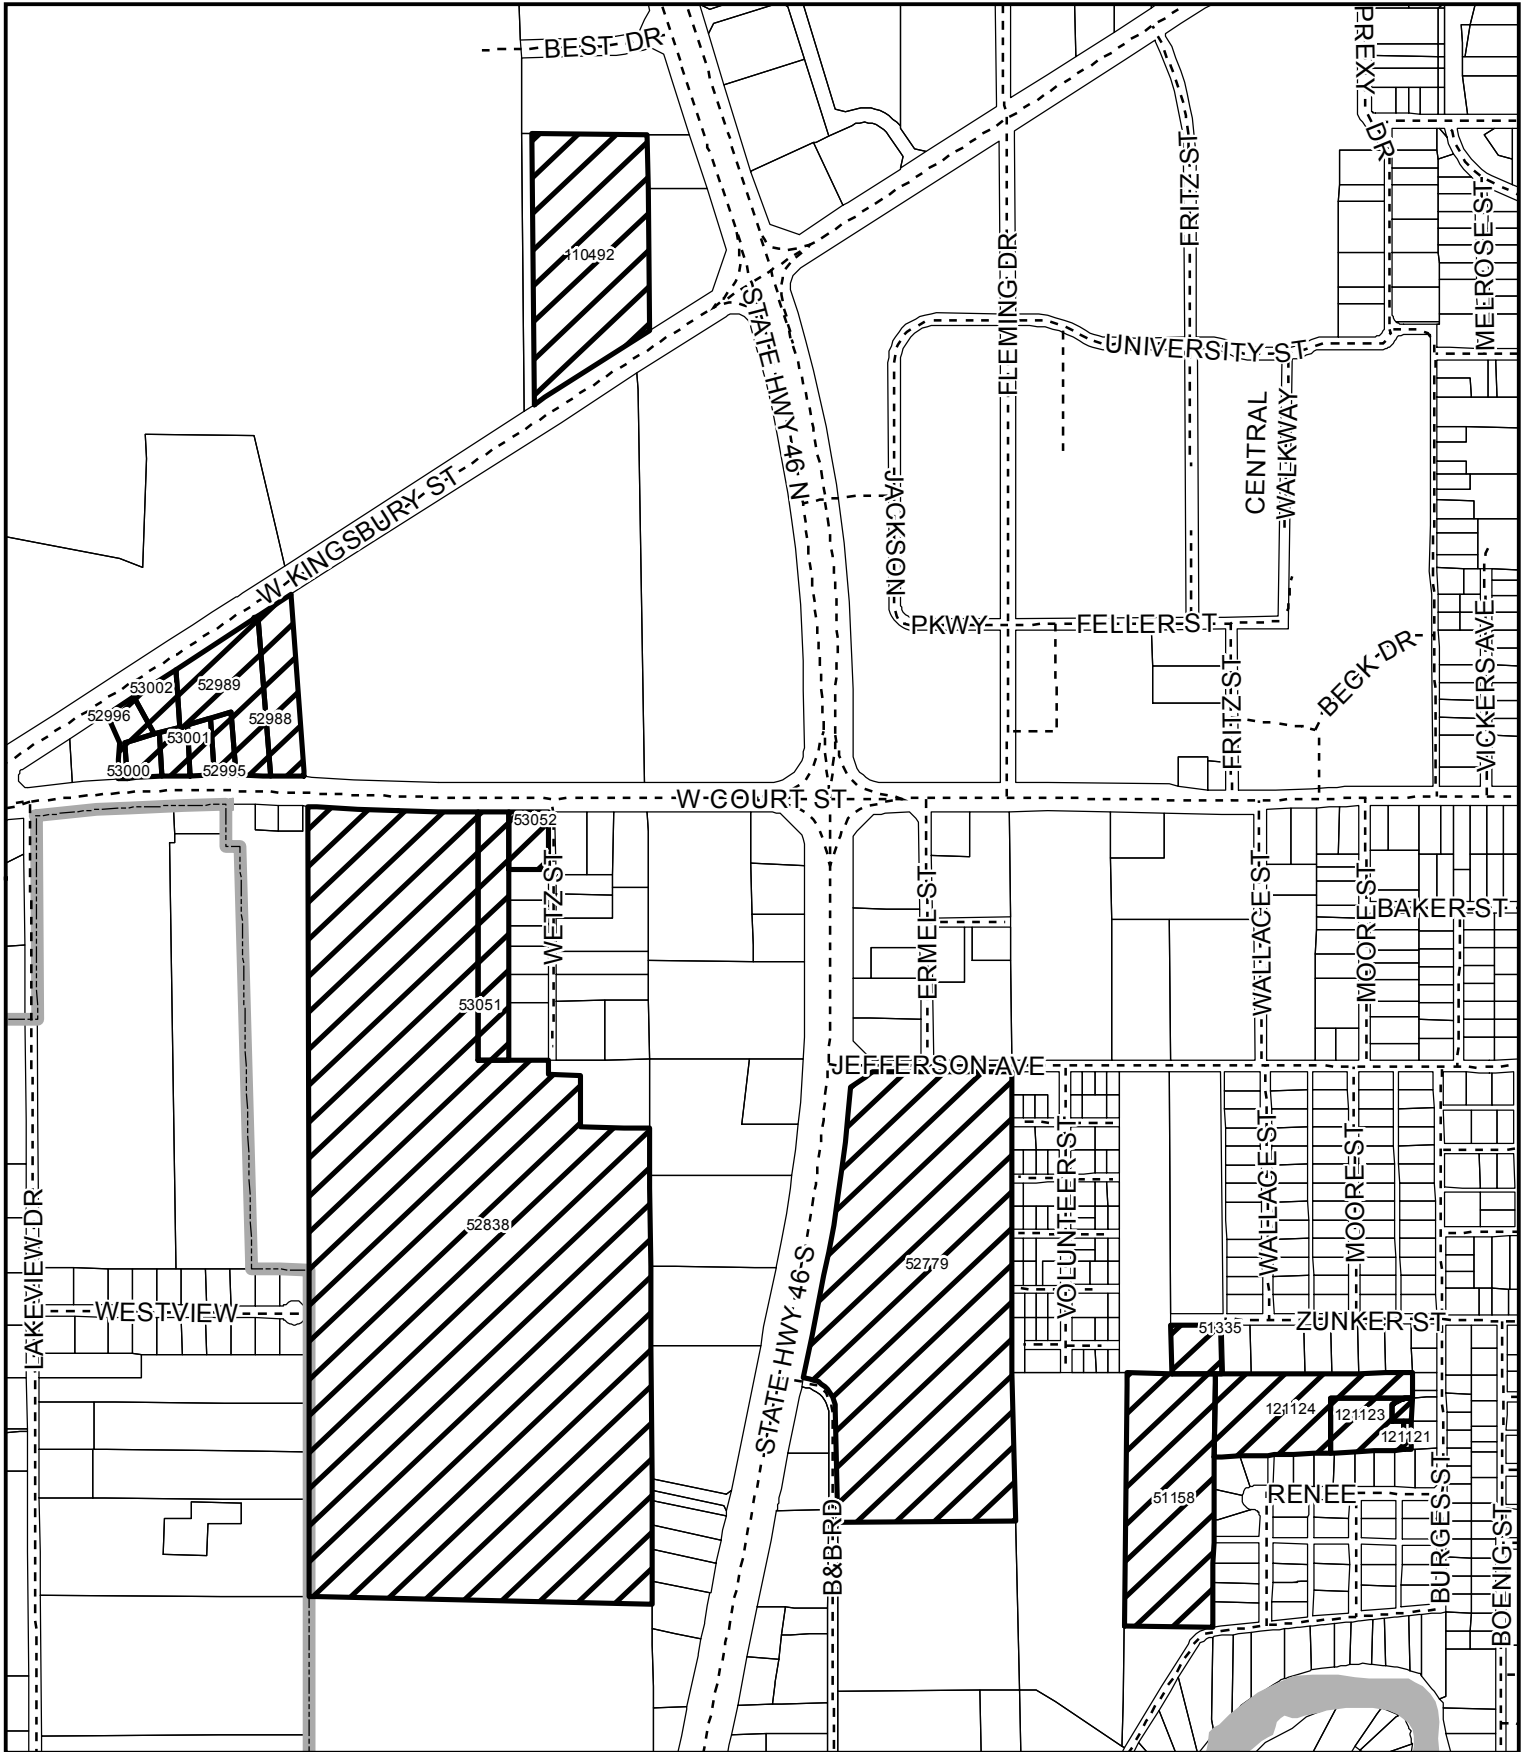 BEST DR
PREXY DR
FRITZ ST
MELROSE ST
110492
FLEMING DR
STATE HWY 46 N
UNIVERSITY ST
CENTRAL
WALKWAY
W KINGSBURY ST
JACKSON
PKWY
FELLER ST
BEGK DR
FRITZ ST
VICKERS AVE
53002
52989
52996
52988
53001
53000
52995
W COURT ST
53052
WETZ ST
ERMEL ST
WALLACE ST
MOORE ST
BAKER ST
53051
JEFFERSON AVE
VOLUNTEER ST
WALLAGE ST
MOORE ST
LAKEVIEW DR
52838
52779
STATE HWY 46 S
WESTVIEW
51335
ZUNKER ST
121124
121123
121121
51158
RENEE
B&B RD
BURGES ST
BOENIG ST